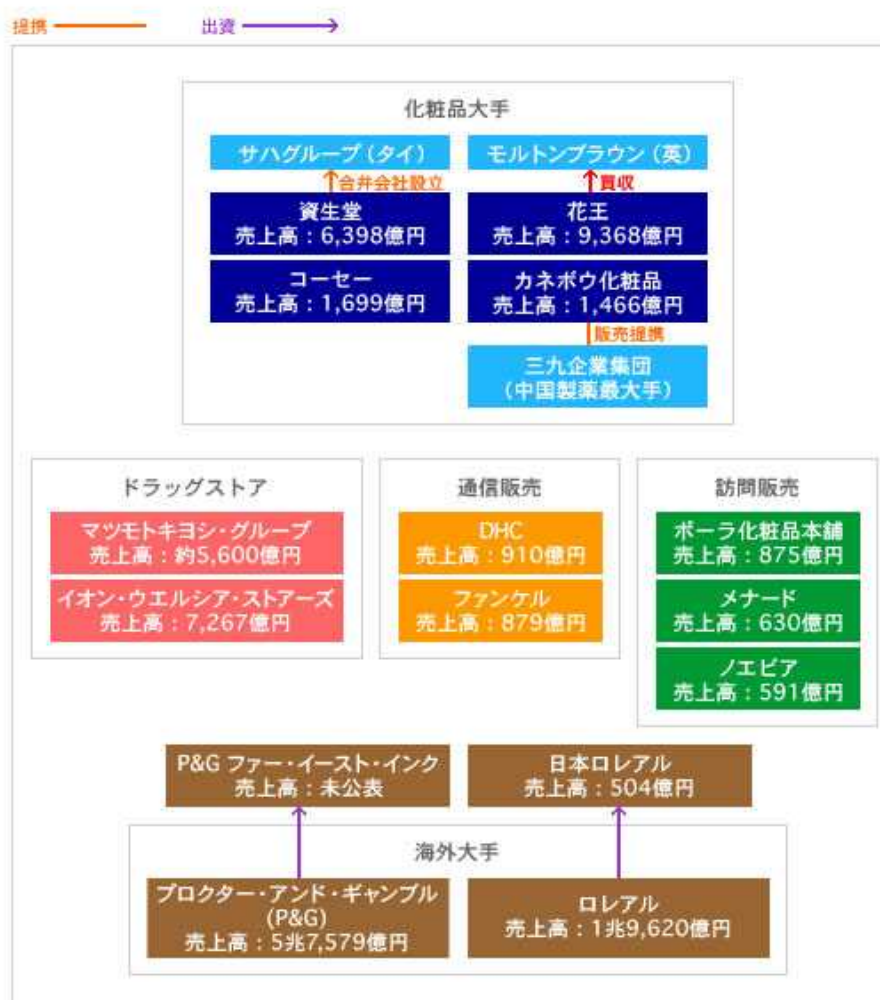 提携
出資
化粧品大手
サハグループ（タイ）
モルトンブラウン（英）
合弁会社設立
買収
資生堂
売上高：6,398億円
花王
売上高：9,368億円
コーセー
売上高：1,699億円
カネボウ化粧品
売上高：1,466億円
販売提携
三九企業集団
（中国製薬最大手）
ドラッグストア
マツモトキヨシ・グループ
売上高：約5,600億円
イオン・ウエルシア・ストアーズ
売上高：7,267億円
通信販売
DHC
売上高：910億円
ファンケル
売上高：879億円
訪問販売
ポーラ化粧品本舗
売上高：875億円
メナード
売上高：630億円
ノエビア
売上高：591億円
P&G ファー・イースト・インク
売上高：未公表
日本ロレアル
売上高：504億円
海外大手
プロクター・アンド・ギャンブル
(P&G)
売上高：5兆7,579億円
ロレアル
売上高：1兆9,620億円